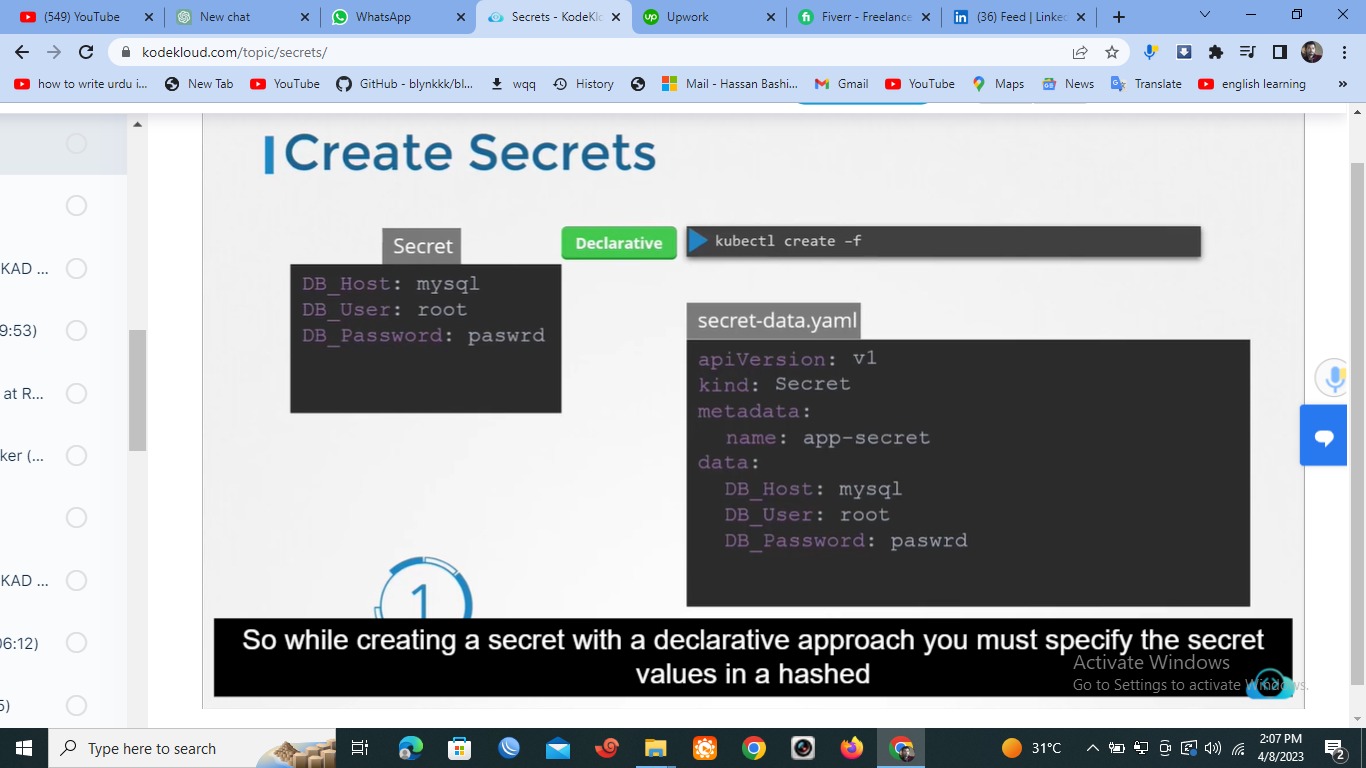 (549) YouTube
New chat
WhatsApp
Secrets - KodeKlo
Upwork
Fiverr - Freelance
(36) Feed | Linked
kodekloud.com/topic/secrets/
how to write urdu i...
New Tab
YouTube
GitHub - blynkkk/bl...
wqq
History
Mail - Hassan Bashi...
Gmail
YouTube
Maps
News
Translate
english learning
»
KAD ...
9:53)
at R...
ker (...
KAD ...
06:12)
5)
Create Secrets
Secret
DB_Host: mysql
DB_User: root
DB_Password: paswrd
Declarative
kubectl create –f
secret-data.yaml
apiVersion: v1
kind: Secret
metadata:
name: app-secret
data:
DB_Host: mysql
DB_User: root
DB_Password: paswrd
1
So while creating a secret with a declarative approach you must specify the secret
values in a hashed
Activate Windows
Go to Settings to activate Windows.
Type here to search
31°C
2:07 PM
4/8/2023
2